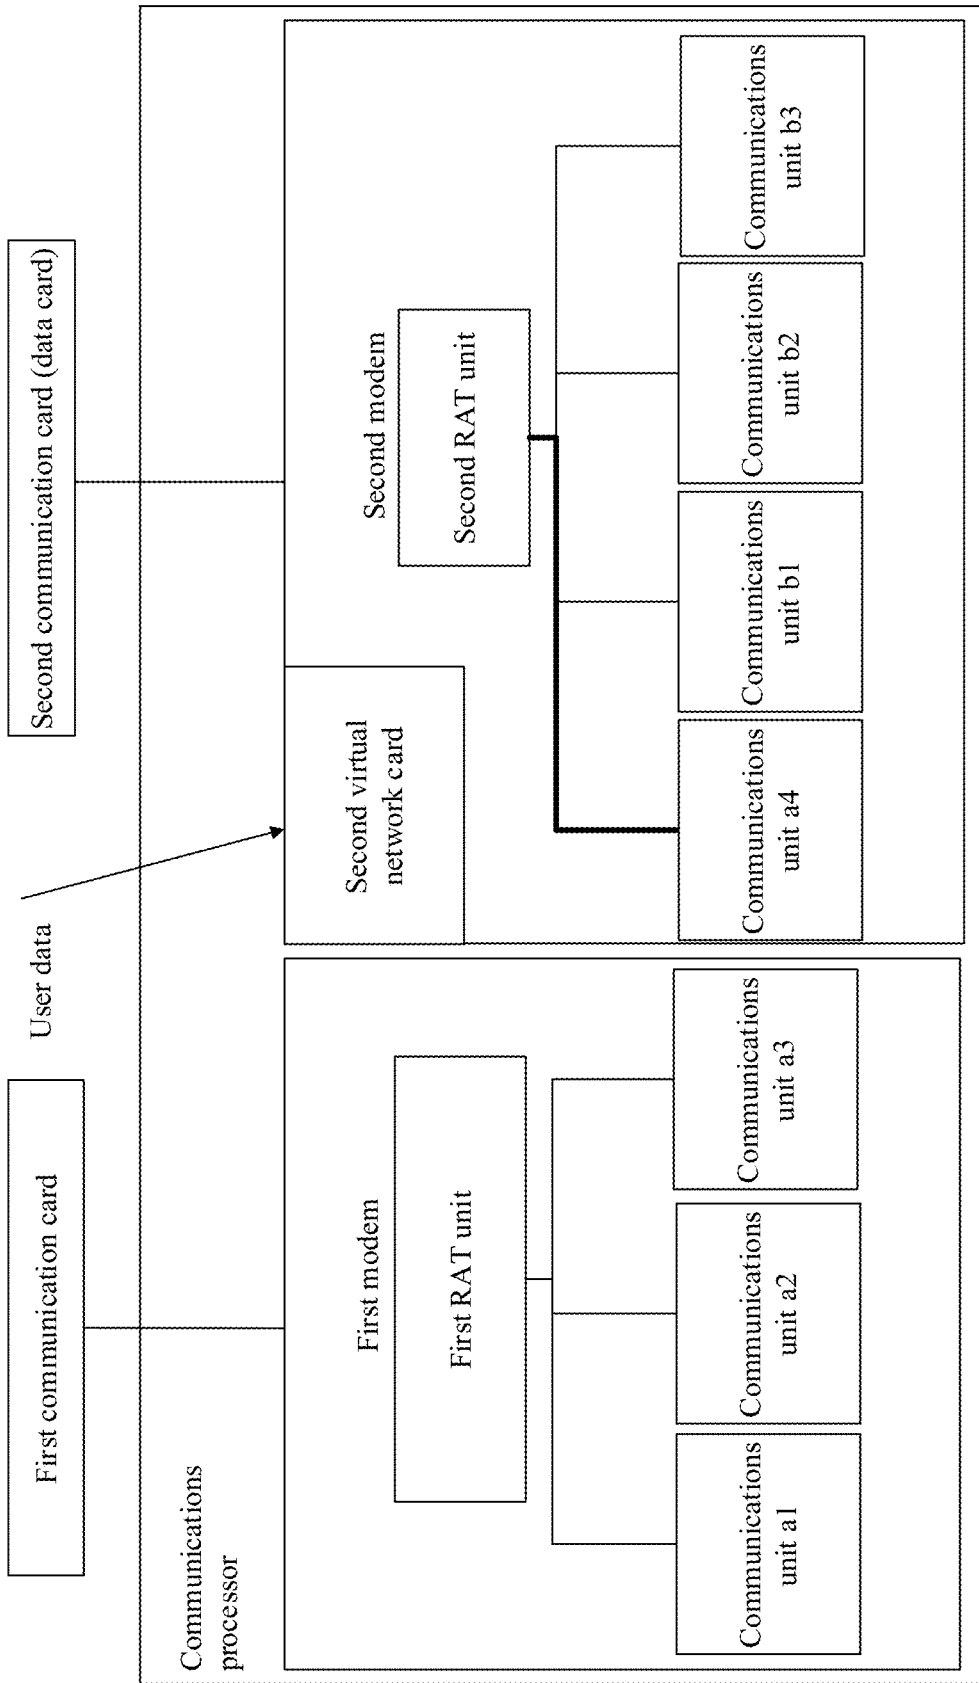 First communication card
User data
Second communication card (data card)
Communications
processor
First modem
First RAT unit
Communications
unit a1
Communications
unit a2
Communications
unit a3
Second virtual
network card
Second modem
Second RAT unit
Communications
unit a4
Communications
unit b1
Communications
unit b2
Communications
unit b3